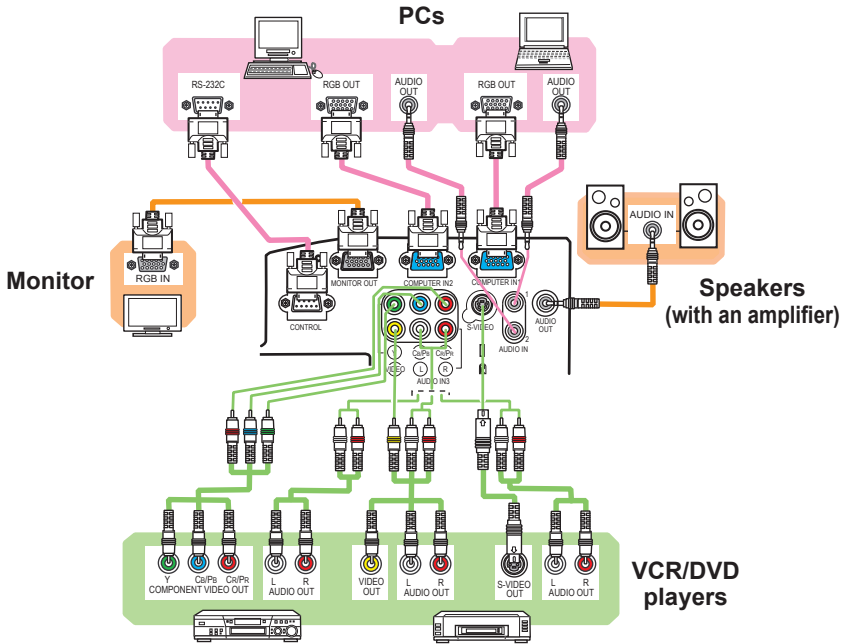 PCs
RS-232C
RGB OUT
AUDIO
OUT
RGB OUT
AUDIO
OUT
AUDIO IN
Monitor
RGB IN
Speakers
(with an amplifier)
MONITOR OUT
COMPUTER IN2
COMPUTER IN1
CONTROL
S-VIDEO
1
2
AUDIO IN
AUDIO
OUT
Y
CB/PB
CR/PR
VIDEO
L
R
AUDIO IN3
Y
CB/PB
CR/PR
COMPONENT VIDEO OUT
L
R
AUDIO OUT
VIDEO
OUT
L
R
AUDIO OUT
S-VIDEO
OUT
L
R
AUDIO OUT
VCR/DVD
players